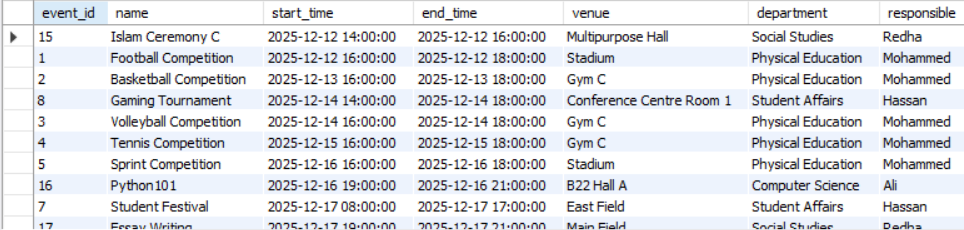 event_id name start_time end_time venue department responsible
15 Islam Ceremony C 2025-12-12 14:00:00 2025-12-12 16:00:00 Multipurpose Hall Social Studies Redha
1 Football Competition 2025-12-12 16:00:00 2025-12-12 18:00:00 Stadium Physical Education Mohammed
2 Basketball Competition 2025-12-13 16:00:00 2025-12-13 18:00:00 Gym C Physical Education Mohammed
8 Gaming Tournament 2025-12-14 14:00:00 2025-12-14 18:00:00 Conference Centre Room 1 Student Affairs Hassan
3 Volleyball Competition 2025-12-14 16:00:00 2025-12-14 18:00:00 Gym C Physical Education Mohammed
4 Tennis Competition 2025-12-15 16:00:00 2025-12-15 18:00:00 Gym C Physical Education Mohammed
5 Sprint Competition 2025-12-16 16:00:00 2025-12-16 18:00:00 Stadium Physical Education Mohammed
16 Python101 2025-12-16 19:00:00 2025-12-16 21:00:00 B22 Hall A Computer Science Ali
7 Student Festival 2025-12-17 08:00:00 2025-12-17 17:00:00 East Field Student Affairs Hassan
17 Essay Writing 2025-12-17 19:00:00 2025-12-17 21:00:00 Main Field Social Studies Redha